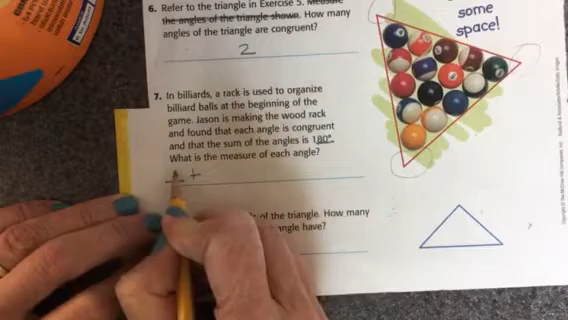 6. Refer to the triangle in Exercise 5. Measure
the angles of the triangle shown. How many
angles of the triangle are congruent?
2
some
space!
7. In billiards, a rack is used to organize
billiard balls at the beginning of the
game. Jason is making the wood rack
and found that each angle is congruent
and that the sum of the angles is 180°.
What is the measure of each angle?
+
of the triangle. How many
angle have?